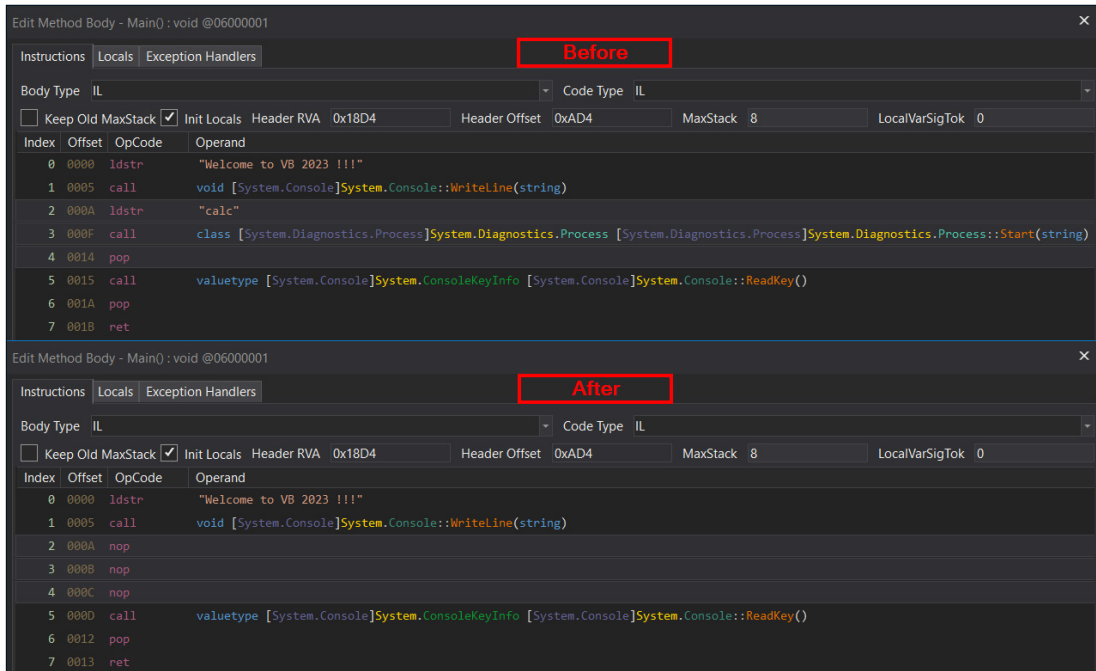 Edit Method Body - Main() : void @06000001 ×
Instructions Locals Exception Handlers Before
Body Type IL Code Type IL
Keep Old MaxStack Init Locals Header RVA 0x18D4 Header Offset 0xAD4 MaxStack 8 LocalVarSigTok 0
Index Offset OpCode Operand
0 0000 ldstr "Welcome to VB 2023 !!!"
1 0005 call void [System.Console]System.Console::WriteLine(string)
2 000A ldstr "calc"
3 000F call class [System.Diagnostics.Process]System.Diagnostics.Process [System.Diagnostics.Process]System.Diagnostics.Process::Start(string)
4 0014 pop
5 0015 call valuetype [System.Console]System.ConsoleKeyInfo [System.Console]System.Console::ReadKey()
6 001A pop
7 001B ret
Edit Method Body - Main() : void @06000001 ×
Instructions Locals Exception Handlers After
Body Type IL Code Type IL
Keep Old MaxStack Init Locals Header RVA 0x18D4 Header Offset 0xAD4 MaxStack 8 LocalVarSigTok 0
Index Offset OpCode Operand
0 0000 ldstr "Welcome to VB 2023 !!!"
1 0005 call void [System.Console]System.Console::WriteLine(string)
2 000A nop
3 000B nop
4 000C nop
5 000D call valuetype [System.Console]System.ConsoleKeyInfo [System.Console]System.Console::ReadKey()
6 0012 pop
7 0013 ret